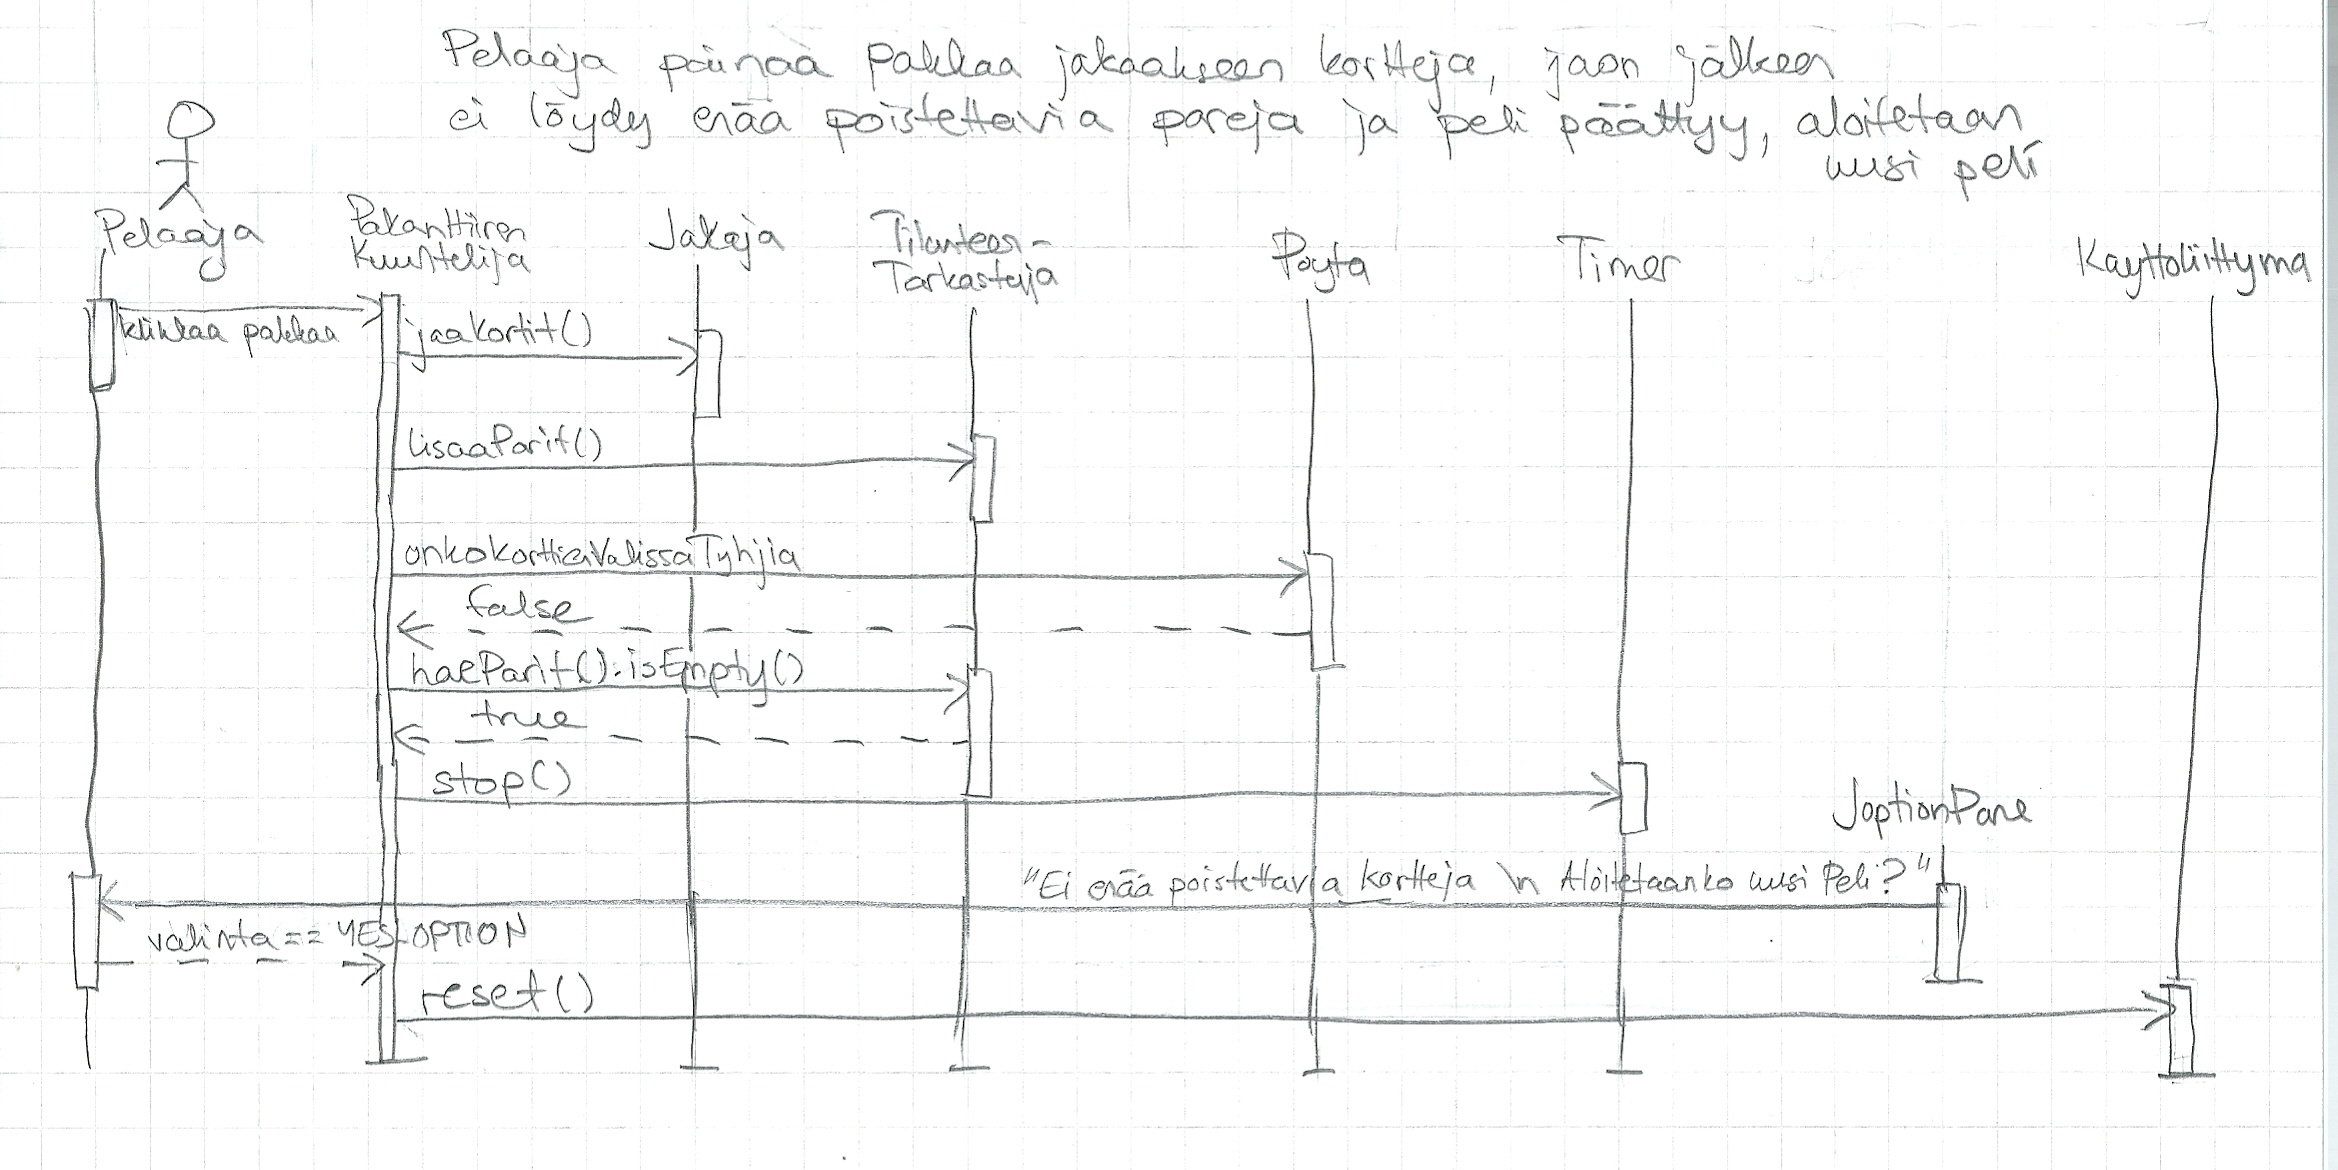 Pelaaja painaa pakkaa jakaakseen kortteja, jaon jälkeen
ei löydy enää poistettavia pareja ja peli päättyy, aloitetaan
uusi peli
Pelaaja
PakanHiiren
Kuuntelija
Jakaja
Tilanteen-
Tarkastaja
Poyta
Timer
Kayttoliittyma
klikkaa pakkaa
jaaKortit()
lisaaParit()
onkoKorttienValissaTyhjia
false
haeParit().isEmpty()
true
stop()
JoptionPane
"Ei enää poistettavia kortteja \n Aloitetaanko uusi Peli?"
valinta == YES_OPTION
reset()